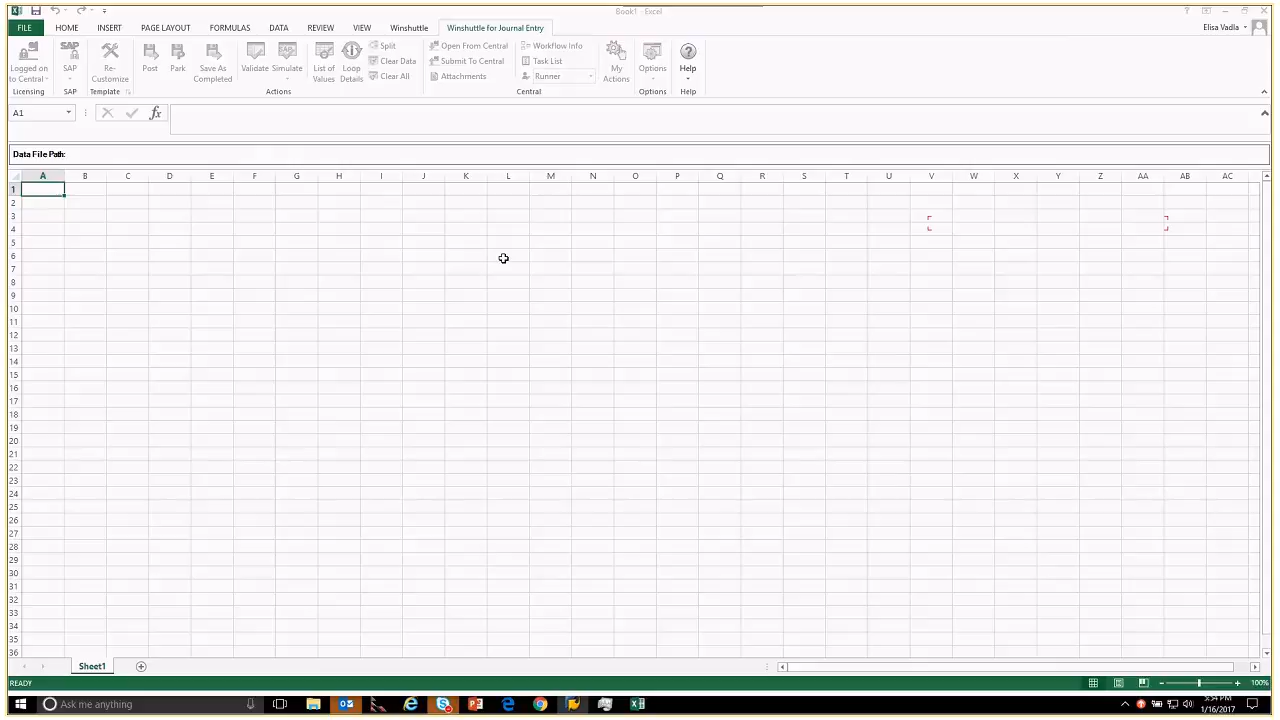 Book1 - Excel
FILE HOME INSERT PAGE LAYOUT FORMULAS DATA REVIEW VIEW Winshuttle Winshuttle for Journal Entry Elisa Vadla
Logged on to Central
Licensing
SAP
SAP
Re-Customize
Template
Post
Park
Save As Completed
Validate
Simulate
List of Values
Loop Details
Split
Clear Data
Clear All
Actions
Open From Central
Submit To Central
Attachments
Workflow Info
Task List
Runner
Central
My Actions
Options
Options
Help
Help
A1
fx
Data File Path:
A B C D E F G H I J K L M N O P Q R S T U V W X Y Z AA AB AC
1
2
3
4
5
6
7
8
9
10
11
12
13
14
15
16
17
18
19
20
21
22
23
24
25
26
27
28
29
30
31
32
33
34
35
36
Sheet1
READY 100%
Ask me anything
5:54 PM
1/16/2017